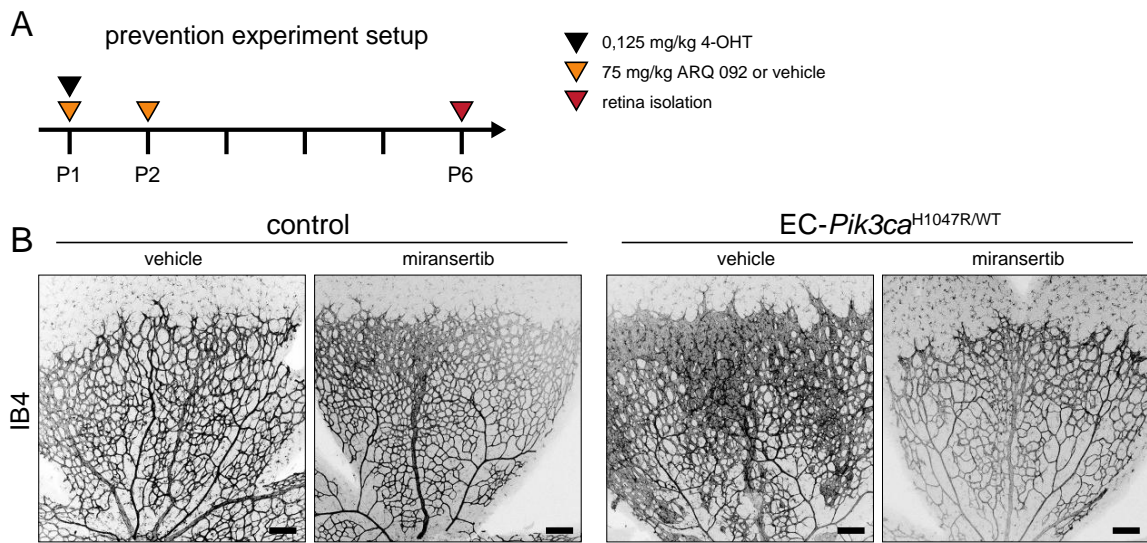 A
prevention experiment setup
0,125 mg/kg 4-OHT
75 mg/kg ARQ 092 or vehicle
retina isolation
P1
P2
P6
B
control
EC-Pik3caH1047R/WT
vehicle
miransertib
vehicle
miransertib
IB4